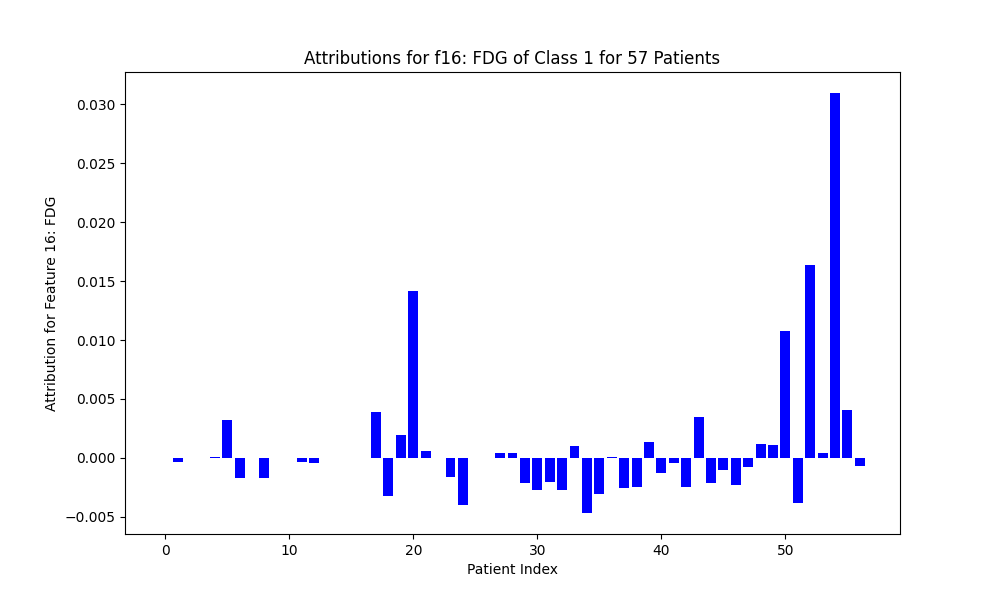 Attributions for f16: FDG of Class 1 for 57 Patients
Attribution for Feature 16: FDG
0.030
0.025
0.020
0.015
0.010
0.005
0.000
−0.005
0 10 20 30 40 50
Patient Index